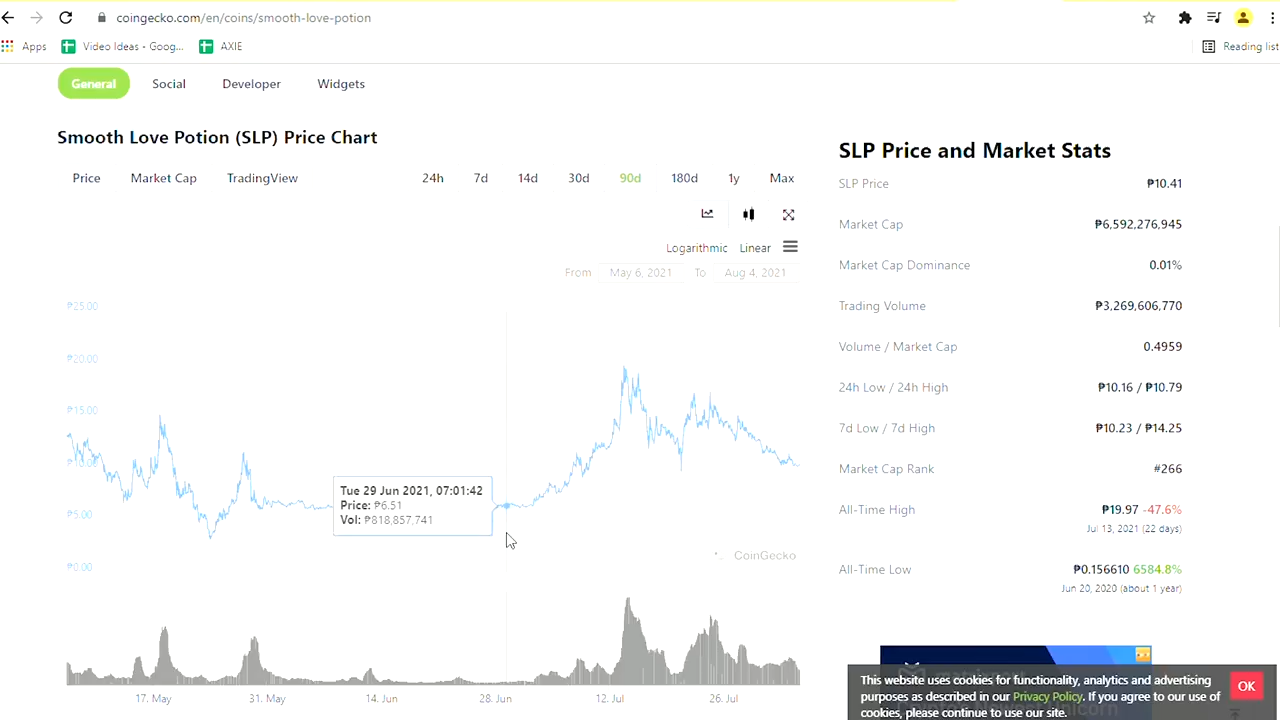 coingecko.com/en/coins/smooth-love-potion
Apps Video Ideas - Goog... AXIE Reading list
General Social Developer Widgets
Smooth Love Potion (SLP) Price Chart
Price Market Cap TradingView 24h 7d 14d 30d 90d 180d 1y Max
Logarithmic Linear
From May 6, 2021 To Aug 4, 2021
₱25.00
₱20.00
₱15.00
₱10.00
₱5.00
₱0.00
Tue 29 Jun 2021, 07:01:42
Price: ₱6.51
Vol: ₱818,857,741
CoinGecko
17. May 31. May 14. Jun 28. Jun 12. Jul 26. Jul
SLP Price and Market Stats
SLP Price ₱10.41
Market Cap ₱6,592,276,945
Market Cap Dominance 0.01%
Trading Volume ₱3,269,606,770
Volume / Market Cap 0.4959
24h Low / 24h High ₱10.16 / ₱10.79
7d Low / 7d High ₱10.23 / ₱14.25
Market Cap Rank #266
All-Time High ₱19.97 -47.6%
Jul 13, 2021 (22 days)
All-Time Low ₱0.156610 6584.8%
Jun 20, 2020 (about 1 year)
This website uses cookies for functionality, analytics and advertising
purposes as described in our Privacy Policy. If you agree to our use of
cookies, please continue to use our site.
OK